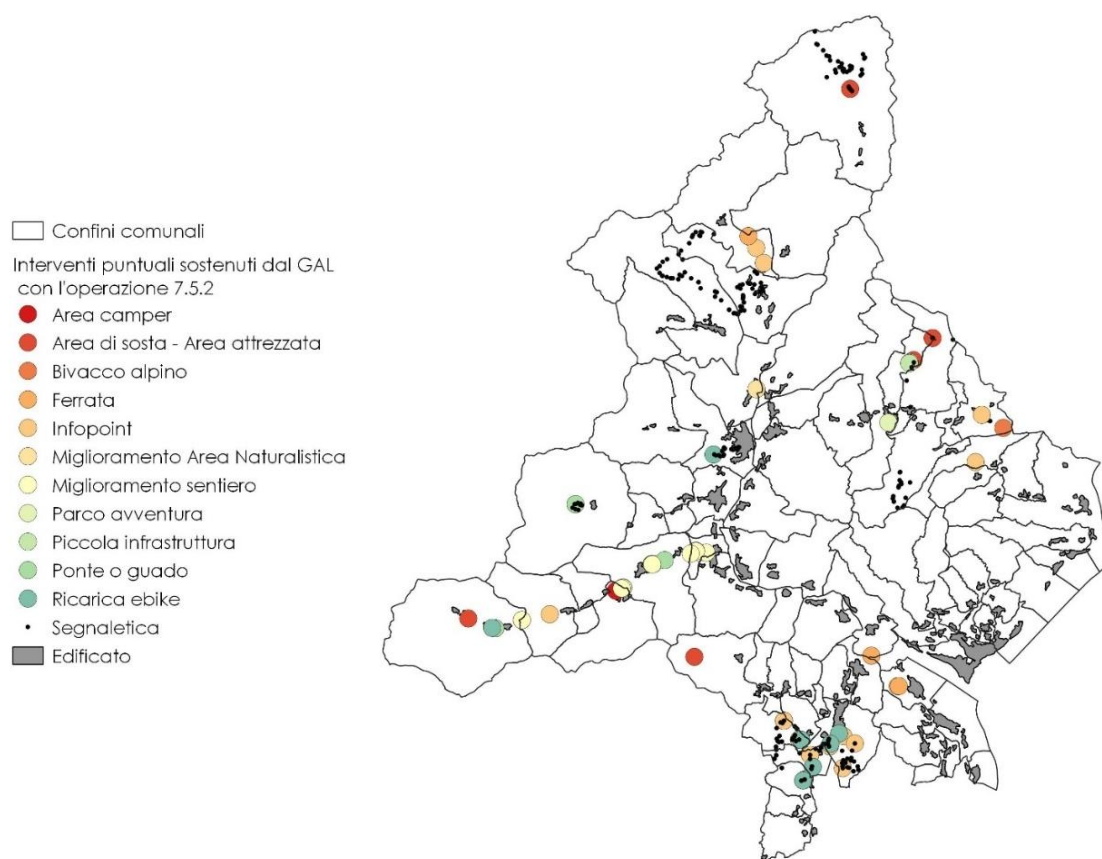 Confini comunali
Interventi puntuali sostenuti dal GAL
con l'operazione 7.5.2
Area camper
Area di sosta - Area attrezzata
Bivacco alpino
Ferrata
Infopoint
Miglioramento Area Naturalistica
Miglioramento sentiero
Parco avventura
Piccola infrastruttura
Ponte o guado
Ricarica ebike
Segnaletica
Edificato